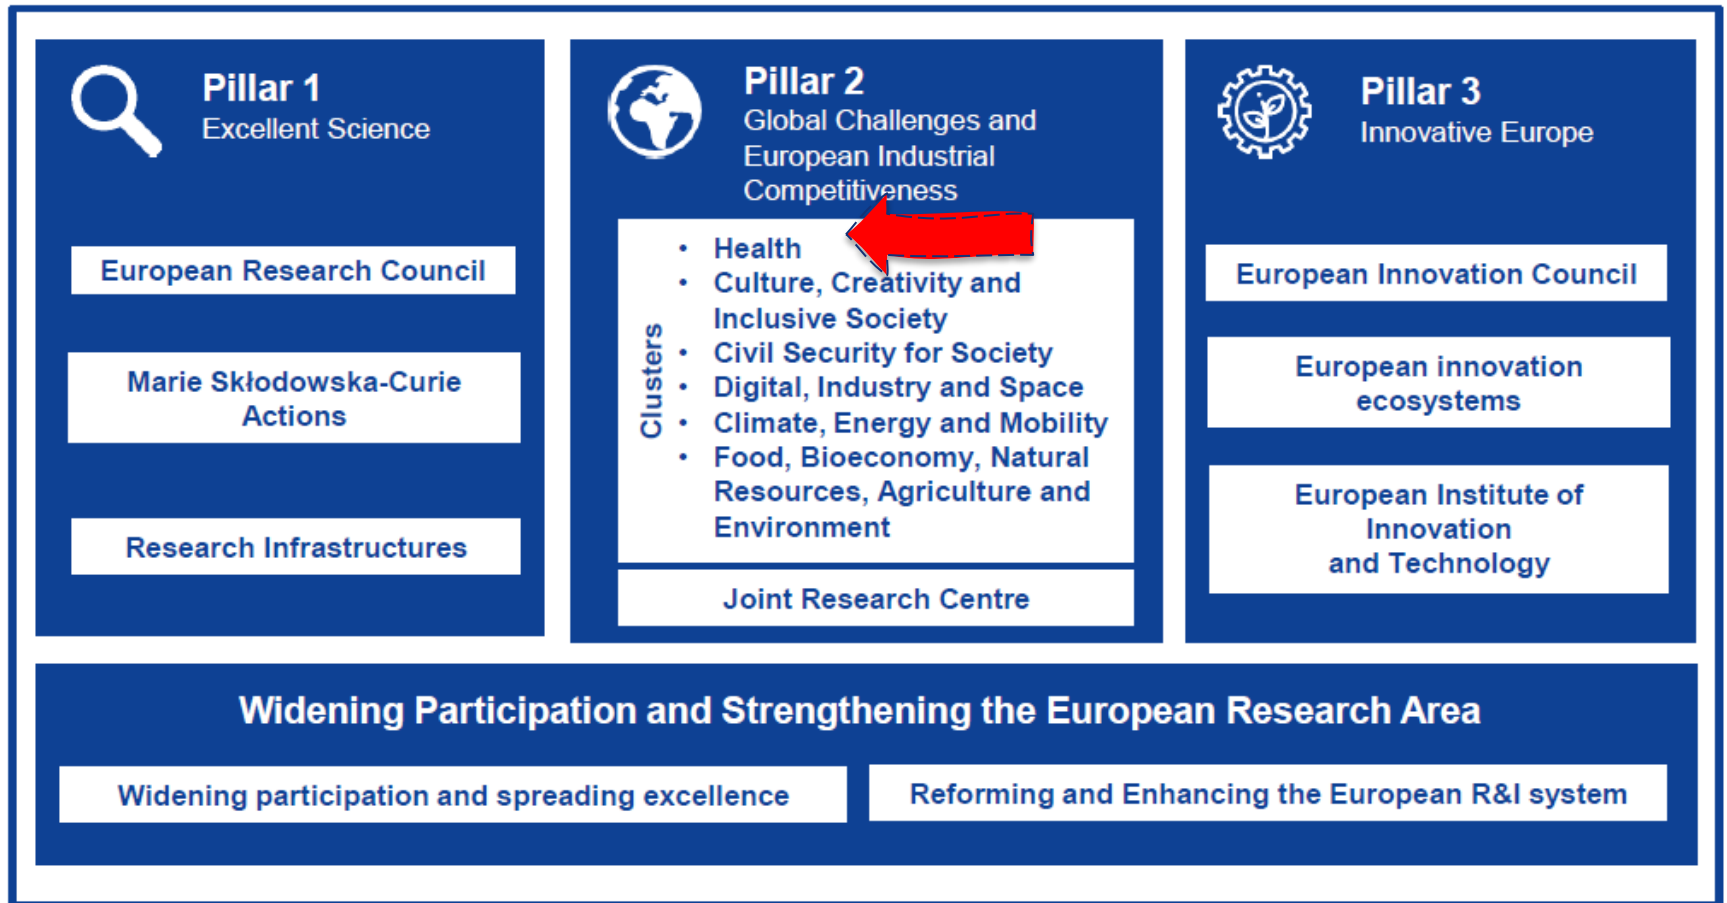 Pillar 1
Excellent Science
European Research Council
Marie Skłodowska-Curie
Actions
Research Infrastructures
Pillar 2
Global Challenges and
European Industrial
Competitiveness
Clusters
• Health
• Culture, Creativity and
Inclusive Society
• Civil Security for Society
• Digital, Industry and Space
• Climate, Energy and Mobility
• Food, Bioeconomy, Natural
Resources, Agriculture and
Environment
Joint Research Centre
Pillar 3
Innovative Europe
European Innovation Council
European innovation
ecosystems
European Institute of
Innovation
and Technology
Widening Participation and Strengthening the European Research Area
Widening participation and spreading excellence
Reforming and Enhancing the European R&I system